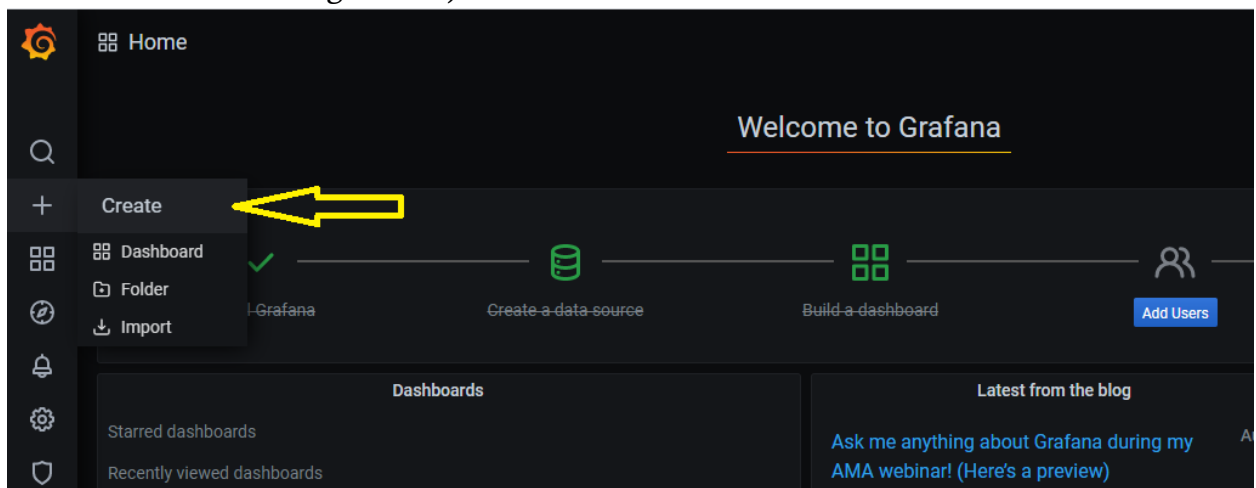 Home
Welcome to Grafana
Create
Dashboard
Folder
Import
Grafana
Create a data source
Build a dashboard
Add Users
Dashboards
Starred dashboards
Recently viewed dashboards
Latest from the blog
Ask me anything about Grafana during my
AMA webinar! (Here's a preview)